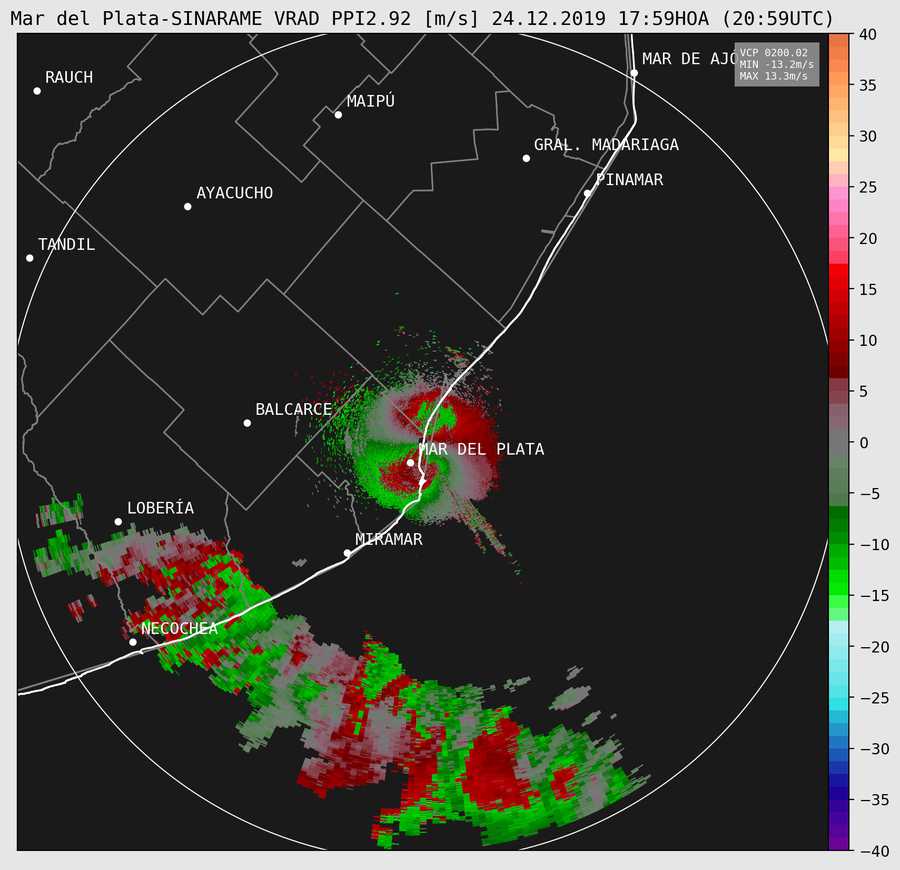 Mar del Plata-SINARAME VRAD PPI2.92 [m/s] 24.12.2019 17:59HOA (20:59UTC)
VCP 0200.02
MIN -13.2m/s
MAX 13.3m/s
MAR DE AJÓ
RAUCH
MAIPÚ
GRAL. MADARIAGA
PINAMAR
AYACUCHO
TANDIL
BALCARCE
MAR DEL PLATA
LOBERÍA
MIRAMAR
NECOCHEA
40
35
30
25
20
15
10
5
0
−5
−10
−15
−20
−25
−30
−35
−40